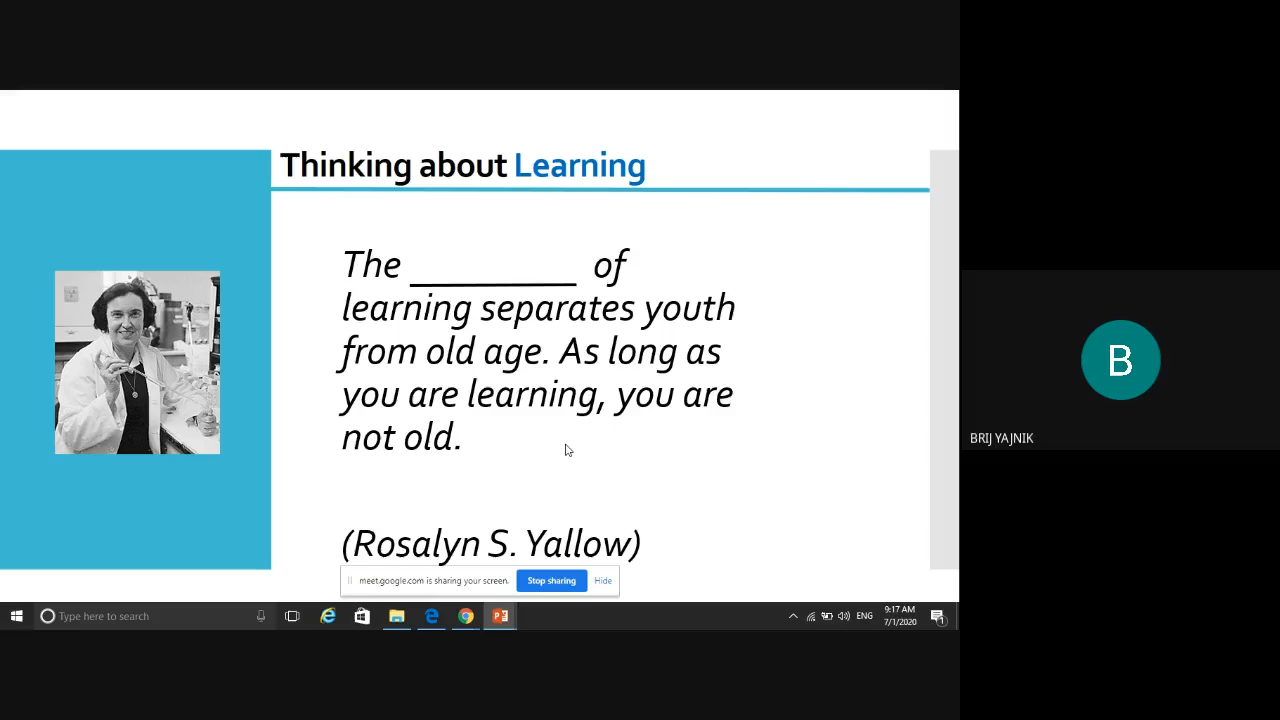 Thinking about Learning
The _________ of
learning separates youth
from old age. As long as
you are learning, you are
not old.
(Rosalyn S. Yallow)
meet.google.com is sharing your screen.
Stop sharing
Hide
Type here to search
ENG
9:17 AM
7/1/2020
1
B
BRIJ YAJNIK